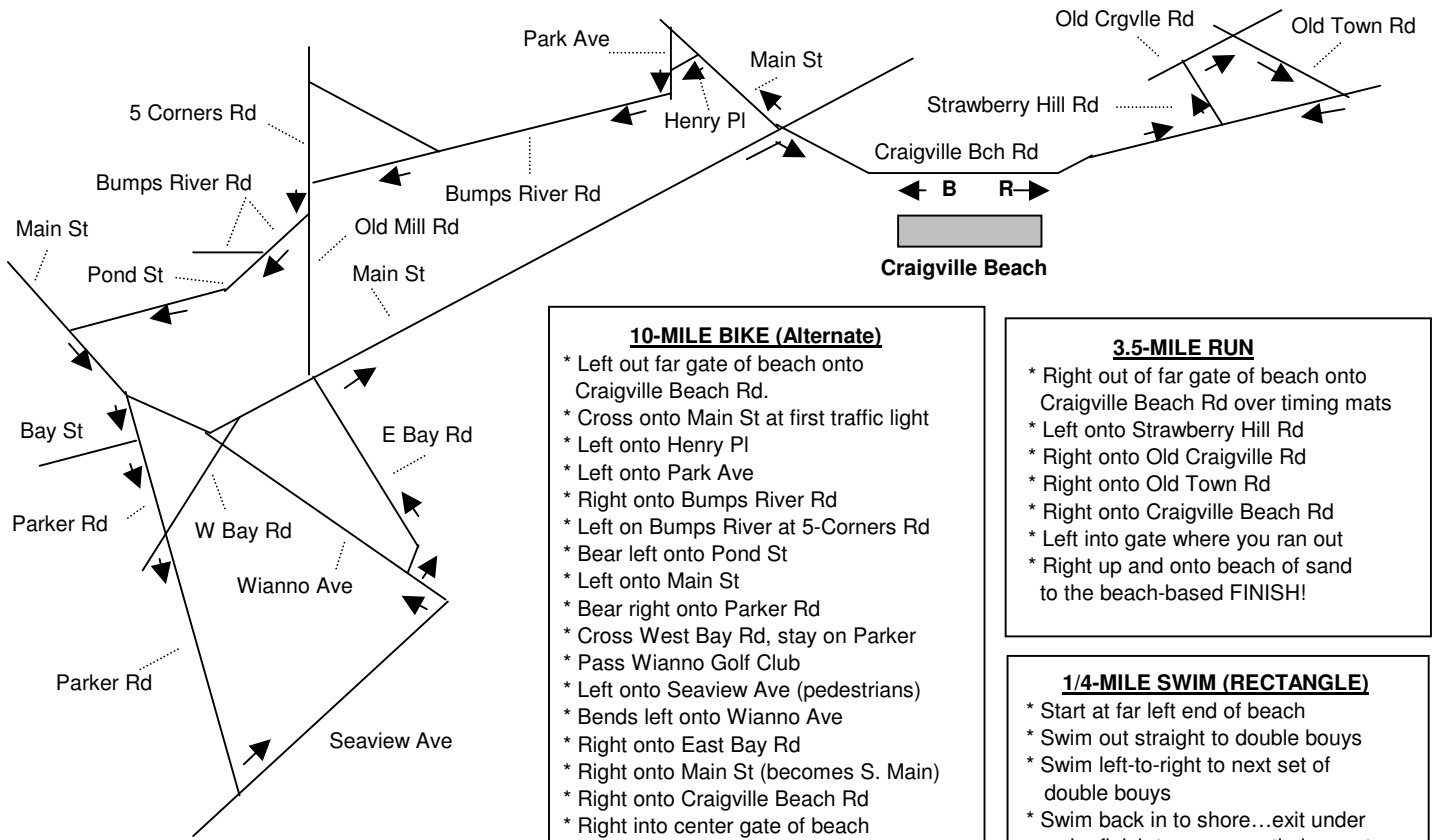 Old Crgvlle Rd
Old Town Rd
Park Ave
Main St
5 Corners Rd
Strawberry Hill Rd
Henry Pl
Craigville Bch Rd
Bumps River Rd
Bumps River Rd
B R
Main St
Old Mill Rd
Pond St
Main St
Craigville Beach
Bay St
E Bay Rd
Parker Rd
W Bay Rd
Wianno Ave
Parker Rd
Seaview Ave
10-MILE BIKE (Alternate)
* Left out far gate of beach onto
Craigville Beach Rd.
* Cross onto Main St at first traffic light
* Left onto Henry Pl
* Left onto Park Ave
* Right onto Bumps River Rd
* Left on Bumps River at 5-Corners Rd
* Bear left onto Pond St
* Left onto Main St
* Bear right onto Parker Rd
* Cross West Bay Rd, stay on Parker
* Pass Wianno Golf Club
* Left onto Seaview Ave (pedestrians)
* Bends left onto Wianno Ave
* Right onto East Bay Rd
* Right onto Main St (becomes S. Main)
* Right onto Craigville Beach Rd
* Right into center gate of beach
3.5-MILE RUN
* Right out of far gate of beach onto
Craigville Beach Rd over timing mats
* Left onto Strawberry Hill Rd
* Right onto Old Craigville Rd
* Right onto Old Town Rd
* Right onto Craigville Beach Rd
* Left into gate where you ran out
* Right up and onto beach of sand
to the beach-based FINISH!
1/4-MILE SWIM (RECTANGLE)
* Start at far left end of beach
* Swim out straight to double bouys
* Swim left-to-right to next set of
double bouys
* Swim back in to shore…exit under